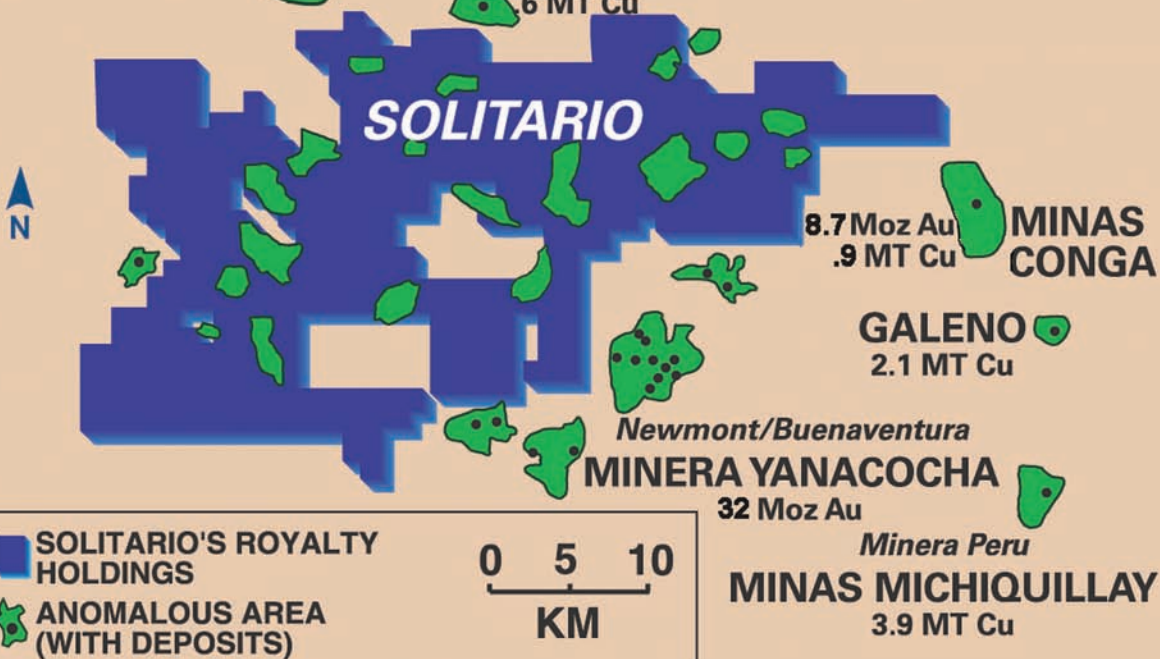 .6 MT Cu
SOLITARIO
N
8.7 Moz Au
.9 MT Cu
MINAS
CONGA
GALENO
2.1 MT Cu
Newmont/Buenaventura
MINERA YANACOCHA
32 Moz Au
Minera Peru
MINAS MICHIQUILLAY
3.9 MT Cu
SOLITARIO'S ROYALTY
HOLDINGS
ANOMALOUS AREA
(WITH DEPOSITS)
0 5 10
KM